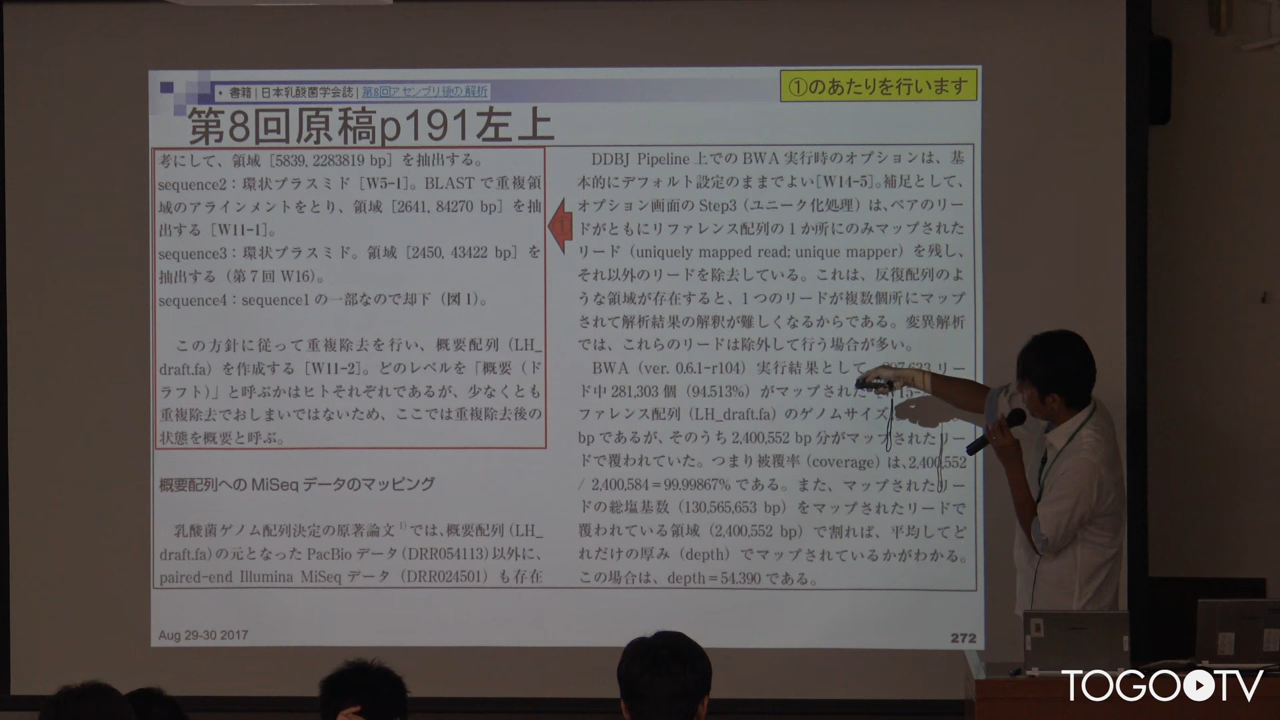 • 書籍 | 日本乳酸菌学会誌 | 第8回アセンブリ後の解析
①のあたりを行います
第8回原稿p191左上
考にして、領域 [5839, 2283819 bp] を抽出する。
sequence2：環状プラスミド [W5-1]。BLAST で重複領
域のアラインメントをとり、領域 [2641, 84270 bp] を抽
出する [W11-1]。
sequence3：環状プラスミド。領域 [2450, 43422 bp] を
抽出する（第 7 回 W16）。
sequence4：sequence1 の一部なので却下（図 1）。
この方針に従って重複除去を行い、概要配列（LH_
draft.fa）を作成する [W11-2]。どのレベルを「概要（ド
ラフト）」と呼ぶかはヒトそれぞれであるが、少なくとも
重複除去でおしまいではないため、ここでは重複除去後の
状態を概要と呼ぶ。
概要配列への MiSeq データのマッピング
乳酸菌ゲノム配列決定の原著論文1) では、概要配列（LH_
draft.fa）の元となった PacBio データ（DRR054113）以外に、
paired-end Illumina MiSeq データ（DRR024501）も存在
①
DDBJ Pipeline 上での BWA 実行時のオプションは、基
本的にデフォルト設定のままでよい[W14-5]。補足として、
オプション画面の Step3（ユニーク化処理）は、ペアのリー
ドがともにリファレンス配列の 1 か所にのみマップされた
リード（uniquely mapped read; unique mapper）を残し、
それ以外のリードを除去している。これは、反復配列のよ
うな領域が存在すると、1 つのリードが複数個所にマップ
されて解析結果の解釈が難しくなるからである。変異解析
では、これらのリードは除外して行う場合が多い。
BWA（ver. 0.6.1-r104）実行結果として、 リー
ド中 281,303 個（94.513%）がマップされた
ファレンス配列（LH_draft.fa）のゲノムサイズ
bp であるが、そのうち 2,400,552 bp 分がマップされたリー
ドで覆われていた。つまり被覆率（coverage）は、2,400,552
/ 2,400,584＝99.99867% である。また、マップされたリー
ドの総塩基数（130,565,653 bp）をマップされたリードで
覆われている領域（2,400,552 bp）で割れば、平均してど
れだけの厚み（depth）でマップされているかがわかる。
この場合は、depth＝54.390 である。
Aug 29-30 2017
272
TOGOTV